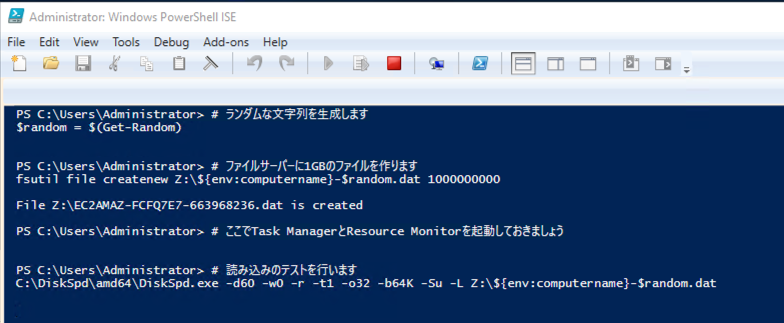 Administrator: Windows PowerShell ISE
File Edit View Tools Debug Add-ons Help
PS C:\Users\Administrator> # ランダムな文字列を生成します
$random = $(Get-Random)
PS C:\Users\Administrator> # ファイルサーバーに1GBのファイルを作ります
fsutil file createnew Z:\${env:computername}-$random.dat 1000000000
File Z:\EC2AMAZ-FCFQ7E7-663968236.dat is created
PS C:\Users\Administrator> # ここでTask ManagerとResource Monitorを起動しておきましょう
PS C:\Users\Administrator> # 読み込みのテストを行います
C:\DiskSpd\amd64\DiskSpd.exe -d60 -w0 -r -t1 -o32 -b64K -Su -L Z:\${env:computername}-$random.dat